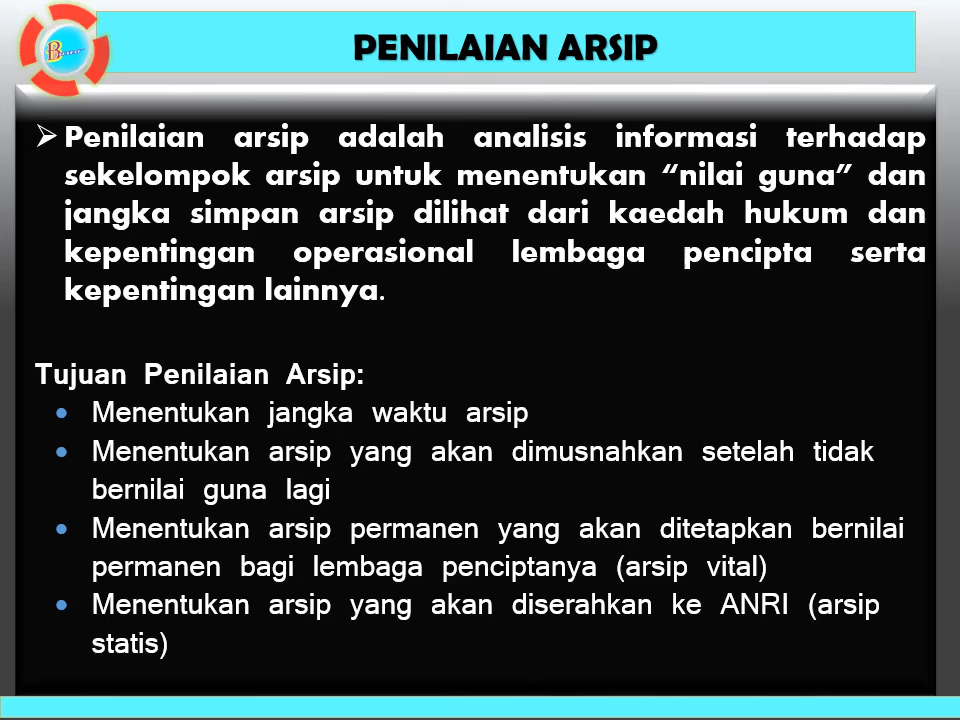 PENILAIAN ARSIP
Penilaian arsip adalah analisis informasi terhadap
sekelompok arsip untuk menentukan “nilai guna” dan
jangka simpan arsip dilihat dari kaedah hukum dan
kepentingan operasional lembaga pencipta serta
kepentingan lainnya.
Tujuan Penilaian Arsip:
Menentukan jangka waktu arsip
Menentukan arsip yang akan dimusnahkan setelah tidak
bernilai guna lagi
Menentukan arsip permanen yang akan ditetapkan bernilai
permanen bagi lembaga penciptanya (arsip vital)
Menentukan arsip yang akan diserahkan ke ANRI (arsip
statis)